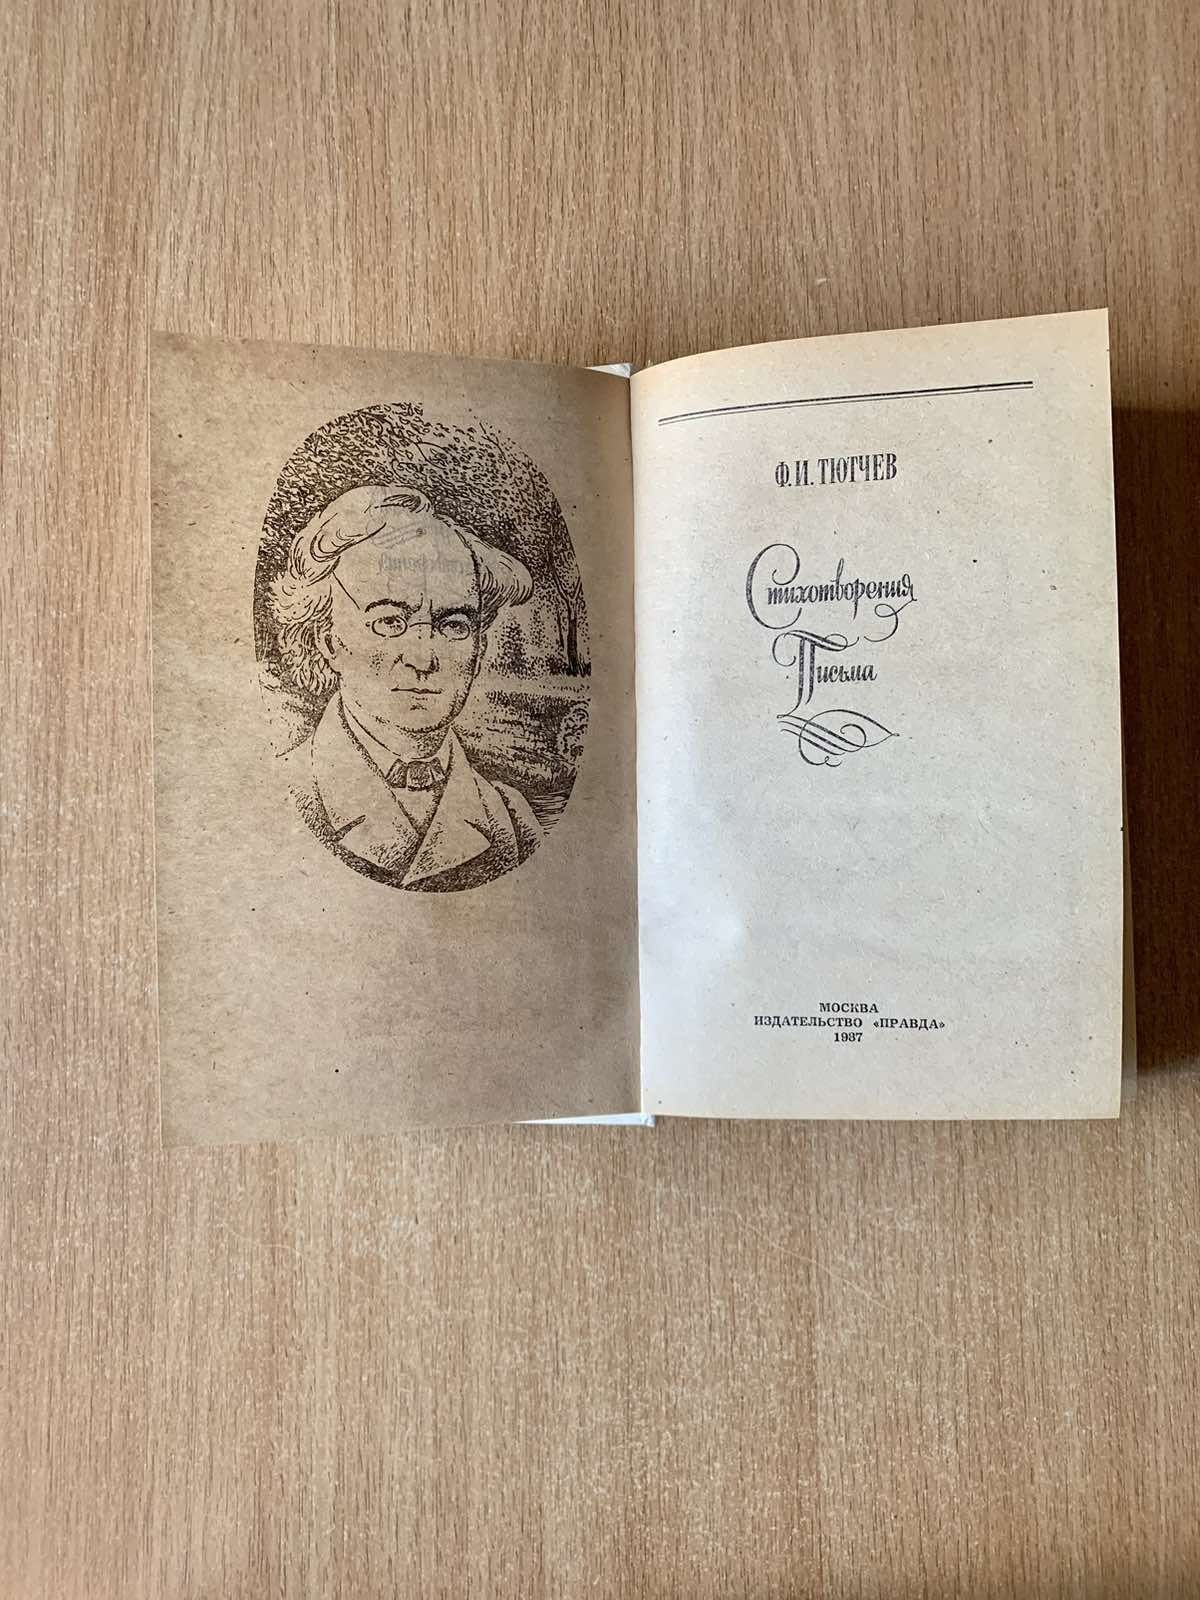 Ф.И. ТЮТЧЕВ
Стихотворения
Письма
МОСКВА
ИЗДАТЕЛЬСТВО «ПРАВДА»
1987